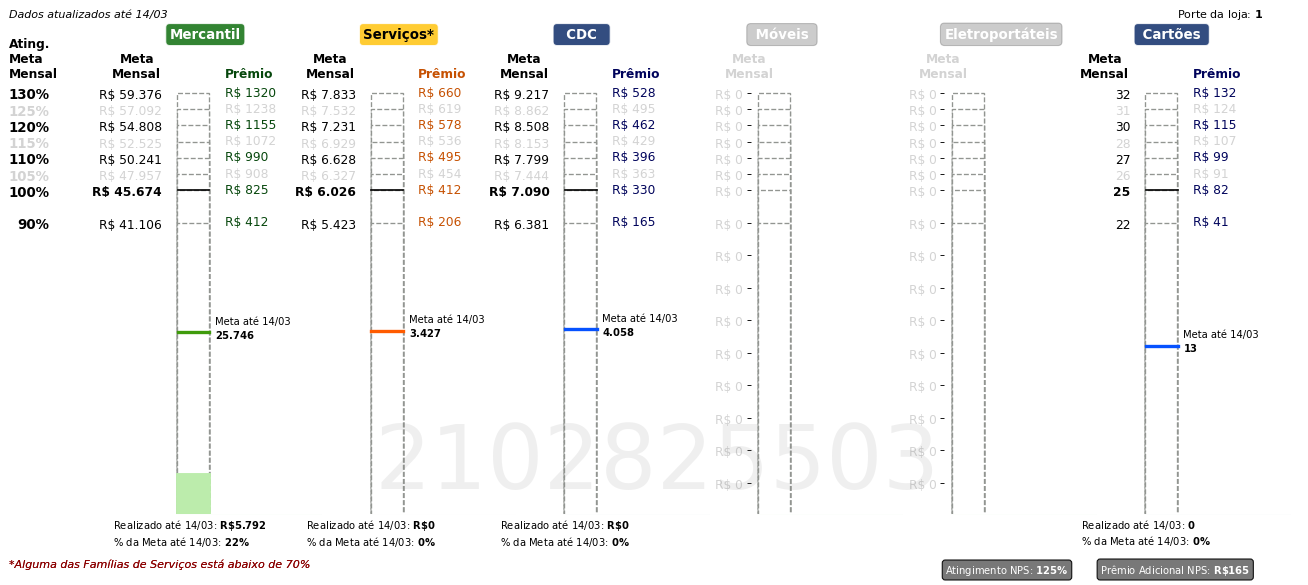 Dados atualizados até 14/03
Porte da loja: 1
Mercantil Serviços* CDC Móveis Eletroportáteis Cartões
Ating. Meta Mensal
Meta Mensal Prêmio Meta Mensal Prêmio Meta Mensal Prêmio Meta Mensal Meta Mensal Meta Mensal Prêmio
130% R$ 59.376 R$ 1320 R$ 7.833 R$ 660 R$ 9.217 R$ 528 R$ 0 R$ 0 32 R$ 132
125% R$ 57.092 R$ 1238 R$ 7.532 R$ 619 R$ 8.862 R$ 495 R$ 0 R$ 0 31 R$ 124
120% R$ 54.808 R$ 1155 R$ 7.231 R$ 578 R$ 8.508 R$ 462 R$ 0 R$ 0 30 R$ 115
115% R$ 52.525 R$ 1072 R$ 6.929 R$ 536 R$ 8.153 R$ 429 R$ 0 R$ 0 28 R$ 107
110% R$ 50.241 R$ 990 R$ 6.628 R$ 495 R$ 7.799 R$ 396 R$ 0 R$ 0 27 R$ 99
105% R$ 47.957 R$ 908 R$ 6.327 R$ 454 R$ 7.444 R$ 363 R$ 0 R$ 0 26 R$ 91
100% R$ 45.674 R$ 825 R$ 6.026 R$ 412 R$ 7.090 R$ 330 R$ 0 R$ 0 25 R$ 82
90% R$ 41.106 R$ 412 R$ 5.423 R$ 206 R$ 6.381 R$ 165 R$ 0 R$ 0 22 R$ 41
R$ 0 R$ 0
R$ 0 R$ 0
R$ 0 R$ 0
Meta até 14/03 Meta até 14/03 Meta até 14/03 Meta até 14/03
25.746 3.427 4.058 13
R$ 0 R$ 0
R$ 0 R$ 0
R$ 0 R$ 0
R$ 0 R$ 0
R$ 0 R$ 0
2102825503
Realizado até 14/03: R$5.792 Realizado até 14/03: R$0 Realizado até 14/03: R$0 Realizado até 14/03: 0
% da Meta até 14/03: 22% % da Meta até 14/03: 0% % da Meta até 14/03: 0% % da Meta até 14/03: 0%
*Alguma das Famílias de Serviços está abaixo de 70%
Atingimento NPS: 125% Prêmio Adicional NPS: R$165